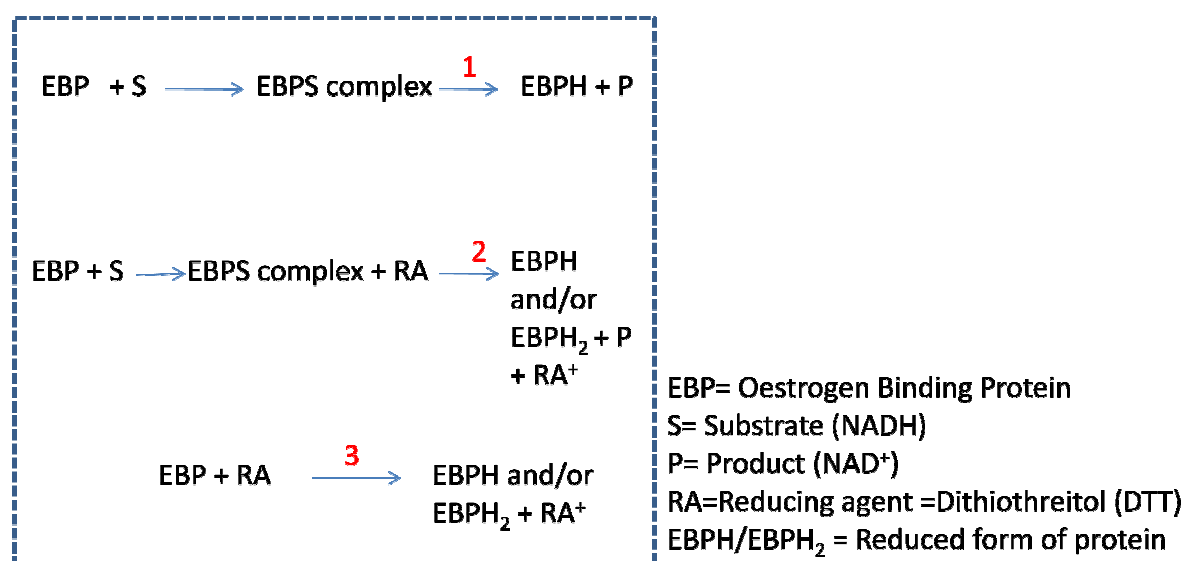 1
EBP + S → EBPS complex → EBPH + P
2
EBP + S → EBPS complex + RA → EBPH
and/or
EBPH₂ + P
+ RA⁺
3
EBP + RA → EBPH and/or
EBPH₂ + RA⁺
EBP= Oestrogen Binding Protein
S= Substrate (NADH)
P= Product (NAD⁺)
RA=Reducing agent =Dithiothreitol (DTT)
EBPH/EBPH₂ = Reduced form of protein